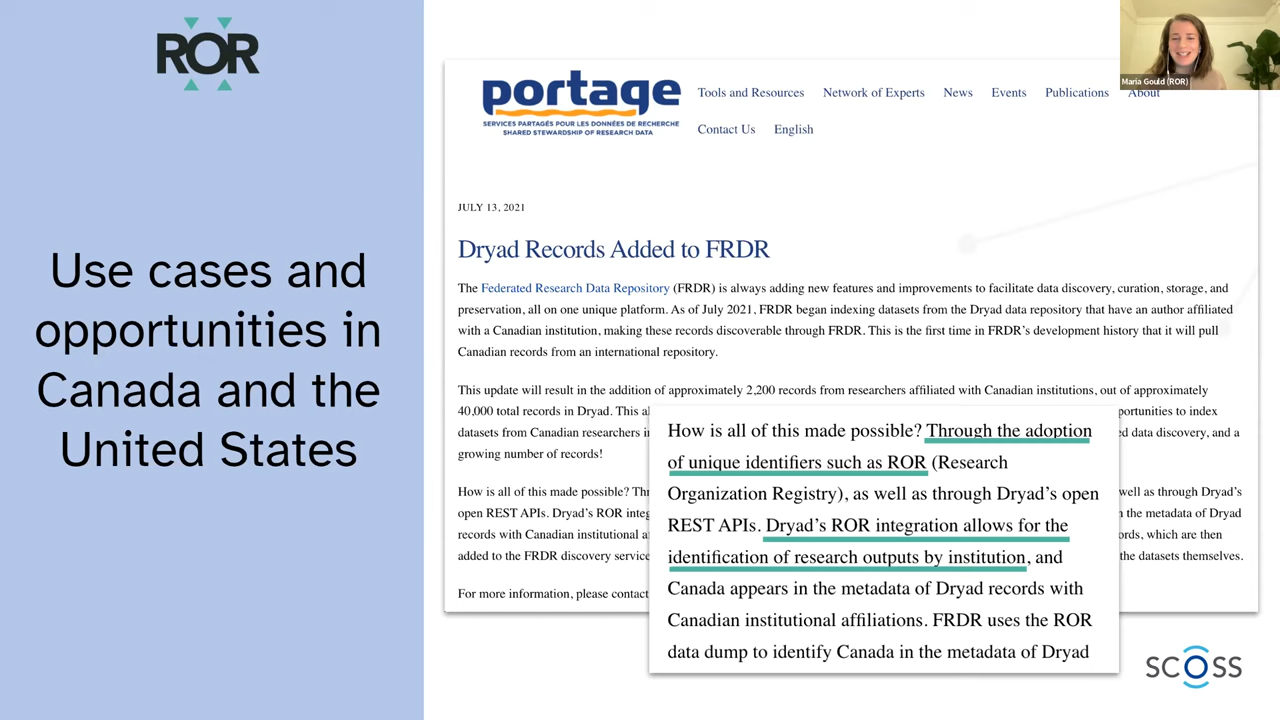 ROR
Use cases and
opportunities in
Canada and the
United States
portage
SERVICES PARTAGÉS POUR LES DONNÉES DE RECHERCHE
SHARED STEWARDSHIP OF RESEARCH DATA
Tools and Resources Network of Experts News Events Publications About
Contact Us English
Maria Gould (ROR)
JULY 13, 2021
Dryad Records Added to FRDR
The Federated Research Data Repository (FRDR) is always adding new features and improvements to facilitate data discovery, curation, storage, and
preservation, all on one unique platform. As of July 2021, FRDR began indexing datasets from the Dryad data repository that have an author affiliated
with a Canadian institution, making these records discoverable through FRDR. This is the first time in FRDR's development history that it will pull
Canadian records from an international repository.
This update will result in the addition of approximately 2,200 records from researchers affiliated with Canadian institutions, out of approximately
40,000 total records in Dryad. This al portunities to index
datasets from Canadian researchers in ed data discovery, and a
growing number of records!
How is all of this made possible? Thr well as through Dryad's
open REST APIs. Dryad's ROR integ n the metadata of Dryad
records with Canadian institutional a ords, which are then
added to the FRDR discovery service the datasets themselves.
For more information, please contact
How is all of this made possible? Through the adoption
of unique identifiers such as ROR (Research
Organization Registry), as well as through Dryad's open
REST APIs. Dryad's ROR integration allows for the
identification of research outputs by institution, and
Canada appears in the metadata of Dryad records with
Canadian institutional affiliations. FRDR uses the ROR
data dump to identify Canada in the metadata of Dryad
SCOSS